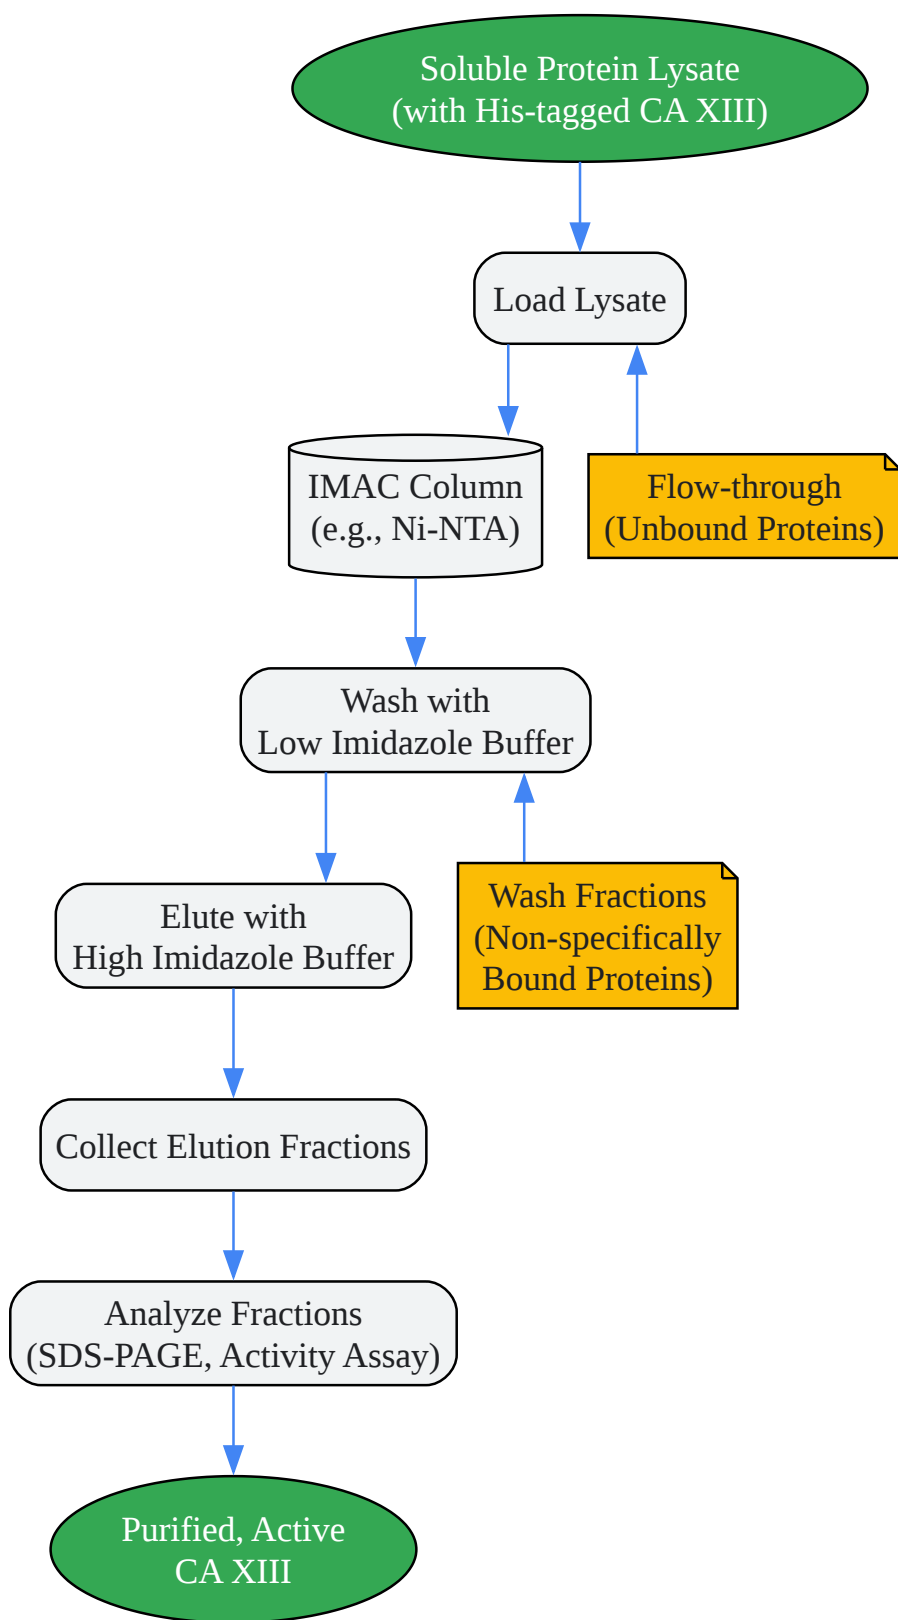 Soluble Protein Lysate
(with His-tagged CA XIII)
Load Lysate
IMAC Column
(e.g., Ni-NTA)
Flow-through
(Unbound Proteins)
Wash with
Low Imidazole Buffer
Elute with
High Imidazole Buffer
Wash Fractions
(Non-specifically
Bound Proteins)
Collect Elution Fractions
Analyze Fractions
(SDS-PAGE, Activity Assay)
Purified, Active
CA XIII